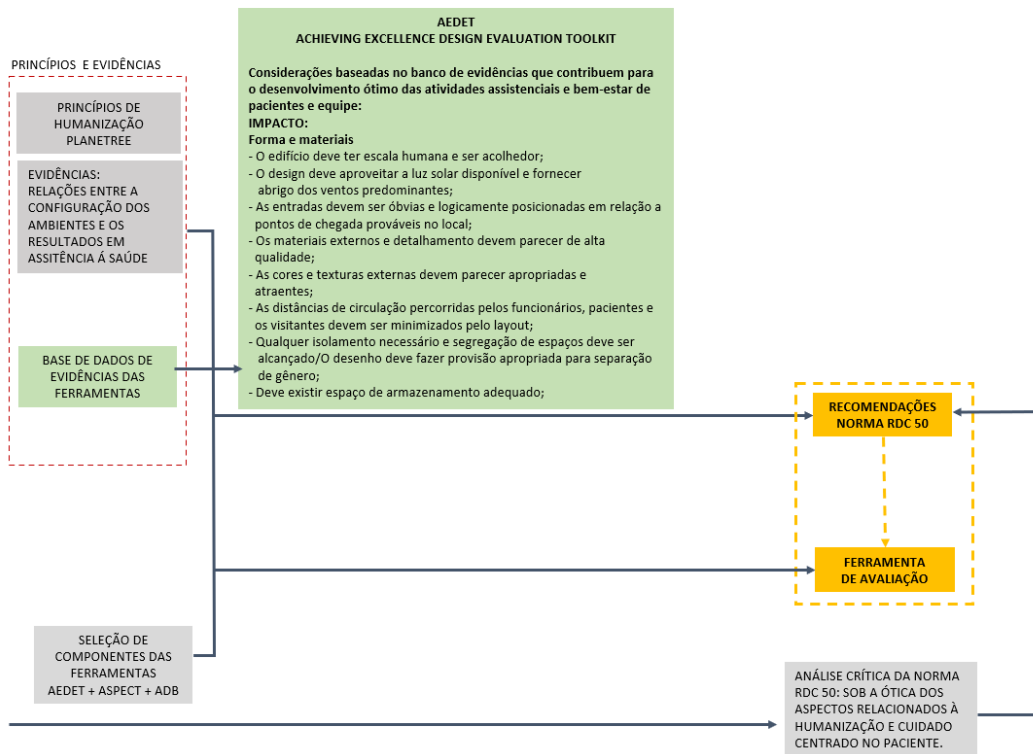 PRINCÍPIOS E EVIDÊNCIAS
PRINCÍPIOS DE
HUMANIZAÇÃO
PLANETREE
EVIDÊNCIAS:
RELAÇÕES ENTRE A
CONFIGURAÇÃO DOS
AMBIENTES E OS
RESULTADOS EM
ASSITÊNCIA Á SAÚDE
BASE DE DADOS DE
EVIDÊNCIAS DAS
FERRAMENTAS
AEDET
ACHIEVING EXCELLENCE DESIGN EVALUATION TOOLKIT
Considerações baseadas no banco de evidências que contribuem para
o desenvolvimento ótimo das atividades assistenciais e bem-estar de
pacientes e equipe:
IMPACTO:
Forma e materiais
- O edifício deve ter escala humana e ser acolhedor;
- O design deve aproveitar a luz solar disponível e fornecer
abrigo dos ventos predominantes;
- As entradas devem ser óbvias e logicamente posicionadas em relação a
pontos de chegada prováveis no local;
- Os materiais externos e detalhamento devem parecer de alta
qualidade;
- As cores e texturas externas devem parecer apropriadas e
atraentes;
- As distâncias de circulação percorridas pelos funcionários, pacientes e
os visitantes devem ser minimizados pelo layout;
- Qualquer isolamento necessário e segregação de espaços deve ser
alcançado/O desenho deve fazer provisão apropriada para separação
de gênero;
- Deve existir espaço de armazenamento adequado;
RECOMENDAÇÕES
NORMA RDC 50
FERRAMENTA
DE AVALIAÇÃO
SELEÇÃO DE
COMPONENTES DAS
FERRAMENTAS
AEDET + ASPECT + ADB
ANÁLISE CRÍTICA DA NORMA
RDC 50: SOB A ÓTICA DOS
ASPECTOS RELACIONADOS À
HUMANIZAÇÃO E CUIDADO
CENTRADO NO PACIENTE.